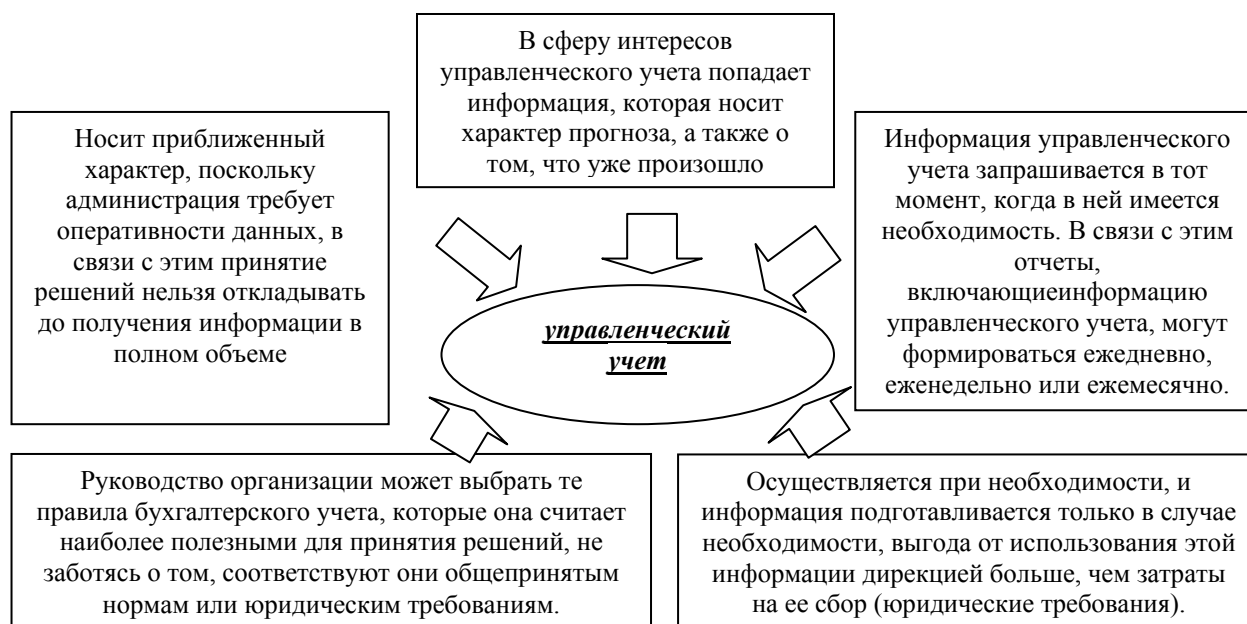 В сферу интересов
управленческого учета попадает
информация, которая носит
характер прогноза, а также о
том, что уже произошло
Носит приближенный
характер, поскольку
администрация требует
оперативности данных, в
связи с этим принятие
решений нельзя откладывать
до получения информации в
полном объеме
Информация управленческого
учета запрашивается в тот
момент, когда в ней имеется
необходимость. В связи с этим
отчеты,
включающиеинформацию
управленческого учета, могут
формироваться ежедневно,
еженедельно или ежемесячно.
управленческий
учет
Руководство организации может выбрать те
правила бухгалтерского учета, которые она считает
наиболее полезными для принятия решений, не
заботясь о том, соответствуют они общепринятым
нормам или юридическим требованиям.
Осуществляется при необходимости, и
информация подготавливается только в случае
необходимости, выгода от использования этой
информации дирекцией больше, чем затраты
на ее сбор (юридические требования).